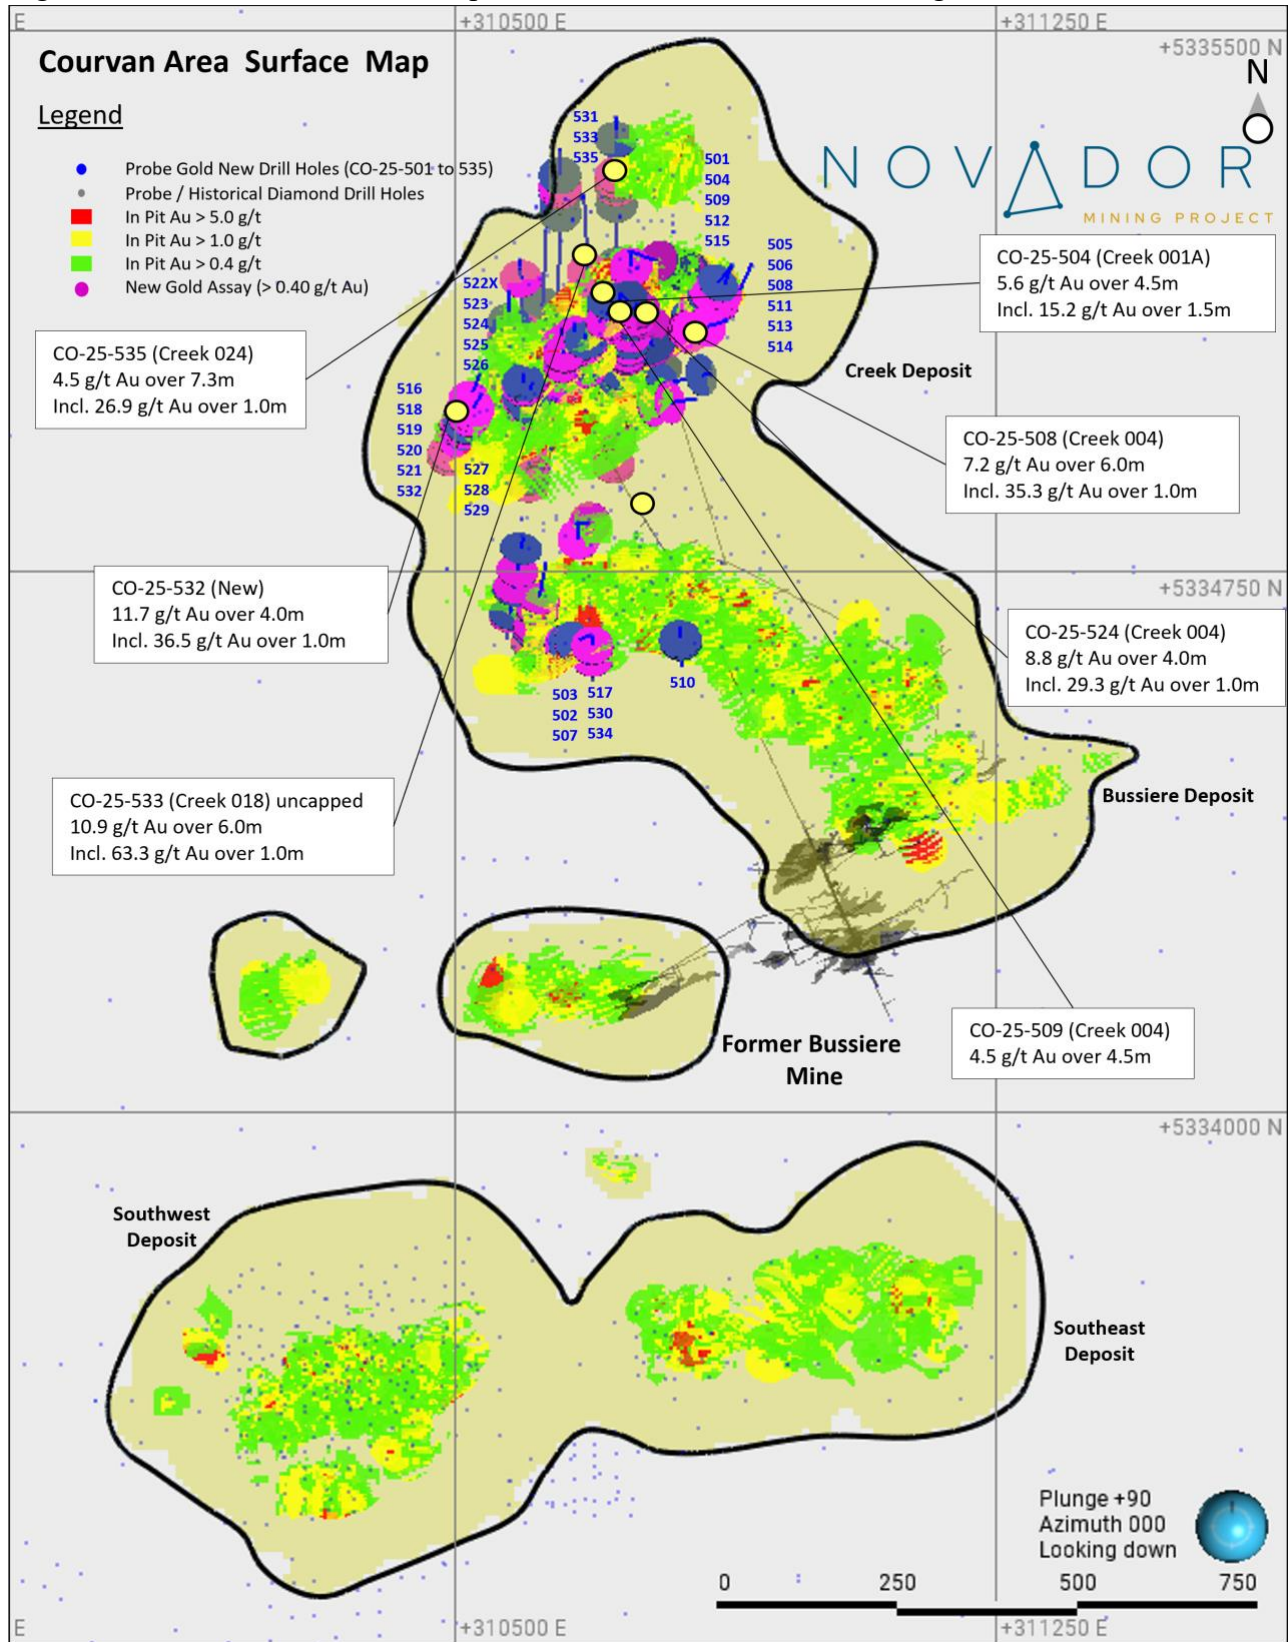 E
+310500 E
+311250 E
+5335500 N
Courvan Area Surface Map
N
Legend
Probe Gold New Drill Holes (CO-25-501 to 535)
Probe / Historical Diamond Drill Holes
In Pit Au > 5.0 g/t
In Pit Au > 1.0 g/t
In Pit Au > 0.4 g/t
New Gold Assay (> 0.40 g/t Au)
NOVADOR
MINING PROJECT
531
533
535
501
504
509
512
515
505
506
508
511
513
514
522X
523
524
525
526
516
518
519
520
521
532
527
528
529
CO-25-504 (Creek 001A)
5.6 g/t Au over 4.5m
Incl. 15.2 g/t Au over 1.5m
CO-25-535 (Creek 024)
4.5 g/t Au over 7.3m
Incl. 26.9 g/t Au over 1.0m
Creek Deposit
CO-25-508 (Creek 004)
7.2 g/t Au over 6.0m
Incl. 35.3 g/t Au over 1.0m
CO-25-532 (New)
11.7 g/t Au over 4.0m
Incl. 36.5 g/t Au over 1.0m
+5334750 N
CO-25-524 (Creek 004)
8.8 g/t Au over 4.0m
Incl. 29.3 g/t Au over 1.0m
503 517
502 530
507 534
510
CO-25-533 (Creek 018) uncapped
10.9 g/t Au over 6.0m
Incl. 63.3 g/t Au over 1.0m
Bussiere Deposit
Former Bussiere
Mine
CO-25-509 (Creek 004)
4.5 g/t Au over 4.5m
+5334000 N
Southwest
Deposit
Southeast
Deposit
Plunge +90
Azimuth 000
Looking down
0 250 500 750
E
+310500 E
+311250 E